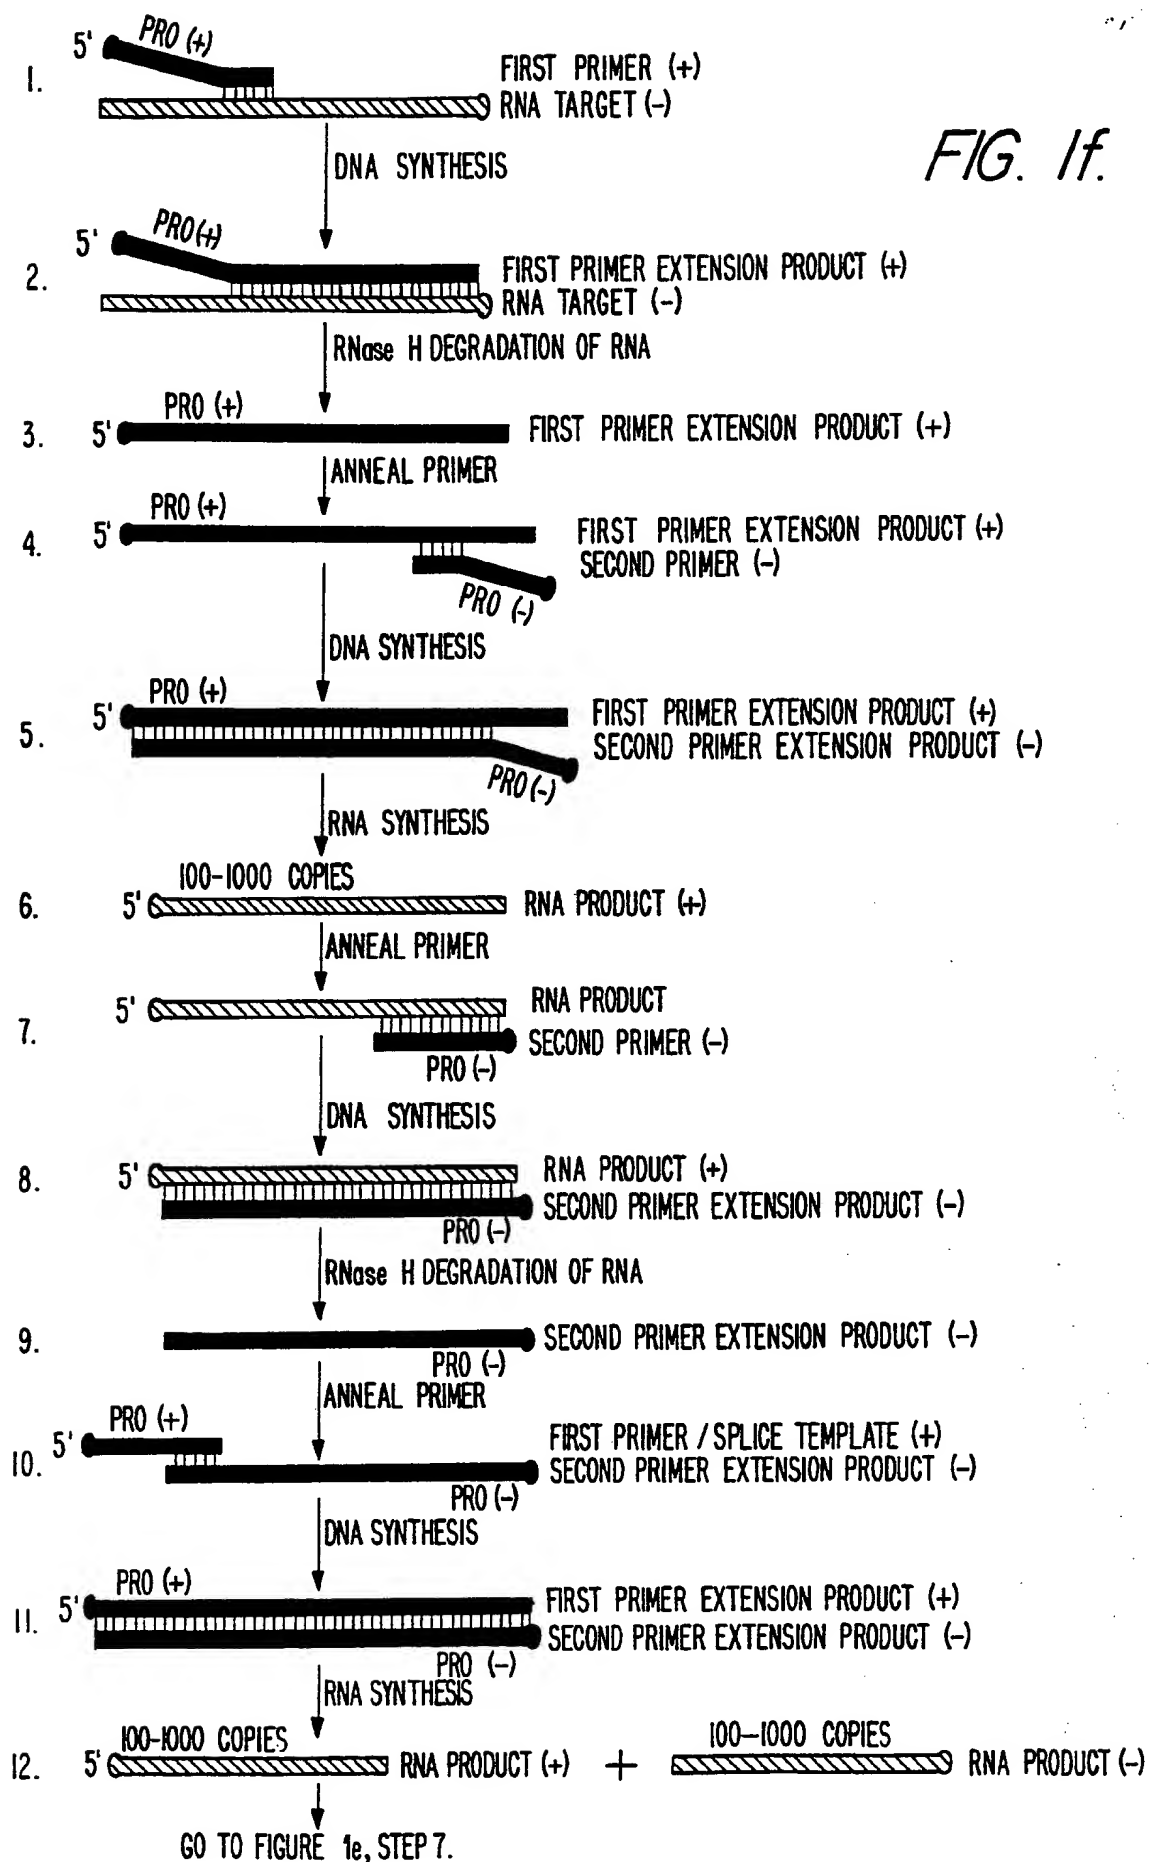 5' PRO (+)
1. FIRST PRIMER (+)
RNA TARGET (-)
FIG. 1f.
DNA SYNTHESIS
5' PRO (+)
2. FIRST PRIMER EXTENSION PRODUCT (+)
RNA TARGET (-)
RNase H DEGRADATION OF RNA
PRO (+)
3. 5' FIRST PRIMER EXTENSION PRODUCT (+)
ANNEAL PRIMER
PRO (+)
4. 5' FIRST PRIMER EXTENSION PRODUCT (+)
SECOND PRIMER (-)
PRO (-)
DNA SYNTHESIS
PRO (+)
5. 5' FIRST PRIMER EXTENSION PRODUCT (+)
SECOND PRIMER EXTENSION PRODUCT (-)
PRO (-)
RNA SYNTHESIS
100-1000 COPIES
6. 5' RNA PRODUCT (+)
ANNEAL PRIMER
7. 5' RNA PRODUCT
SECOND PRIMER (-)
PRO (-)
DNA SYNTHESIS
8. 5' RNA PRODUCT (+)
SECOND PRIMER EXTENSION PRODUCT (-)
PRO (-)
RNase H DEGRADATION OF RNA
9. SECOND PRIMER EXTENSION PRODUCT (-)
PRO (-)
ANNEAL PRIMER
PRO (+)
10. 5' FIRST PRIMER / SPLICE TEMPLATE (+)
SECOND PRIMER EXTENSION PRODUCT (-)
PRO (-)
DNA SYNTHESIS
PRO (+)
11. 5' FIRST PRIMER EXTENSION PRODUCT (+)
SECOND PRIMER EXTENSION PRODUCT (-)
PRO (-)
RNA SYNTHESIS
100-1000 COPIES 100-1000 COPIES
12. 5' RNA PRODUCT (+) + RNA PRODUCT (-)
GO TO FIGURE 1e, STEP 7.